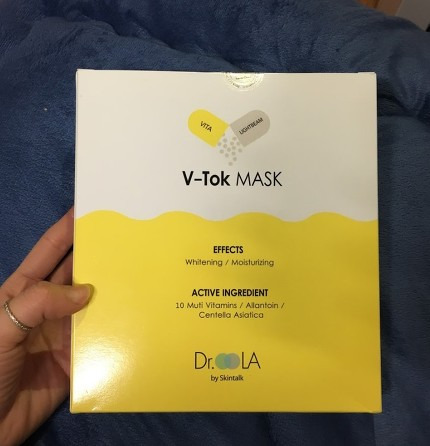 VITA
LIGHTBEAM
V-Tok MASK
EFFECTS
Whitening / Moisturizing
ACTIVE INGREDIENT
10 Muti Vitamins / Allantoin /
Centella Asiatica
Dr. LA
by Skintalk